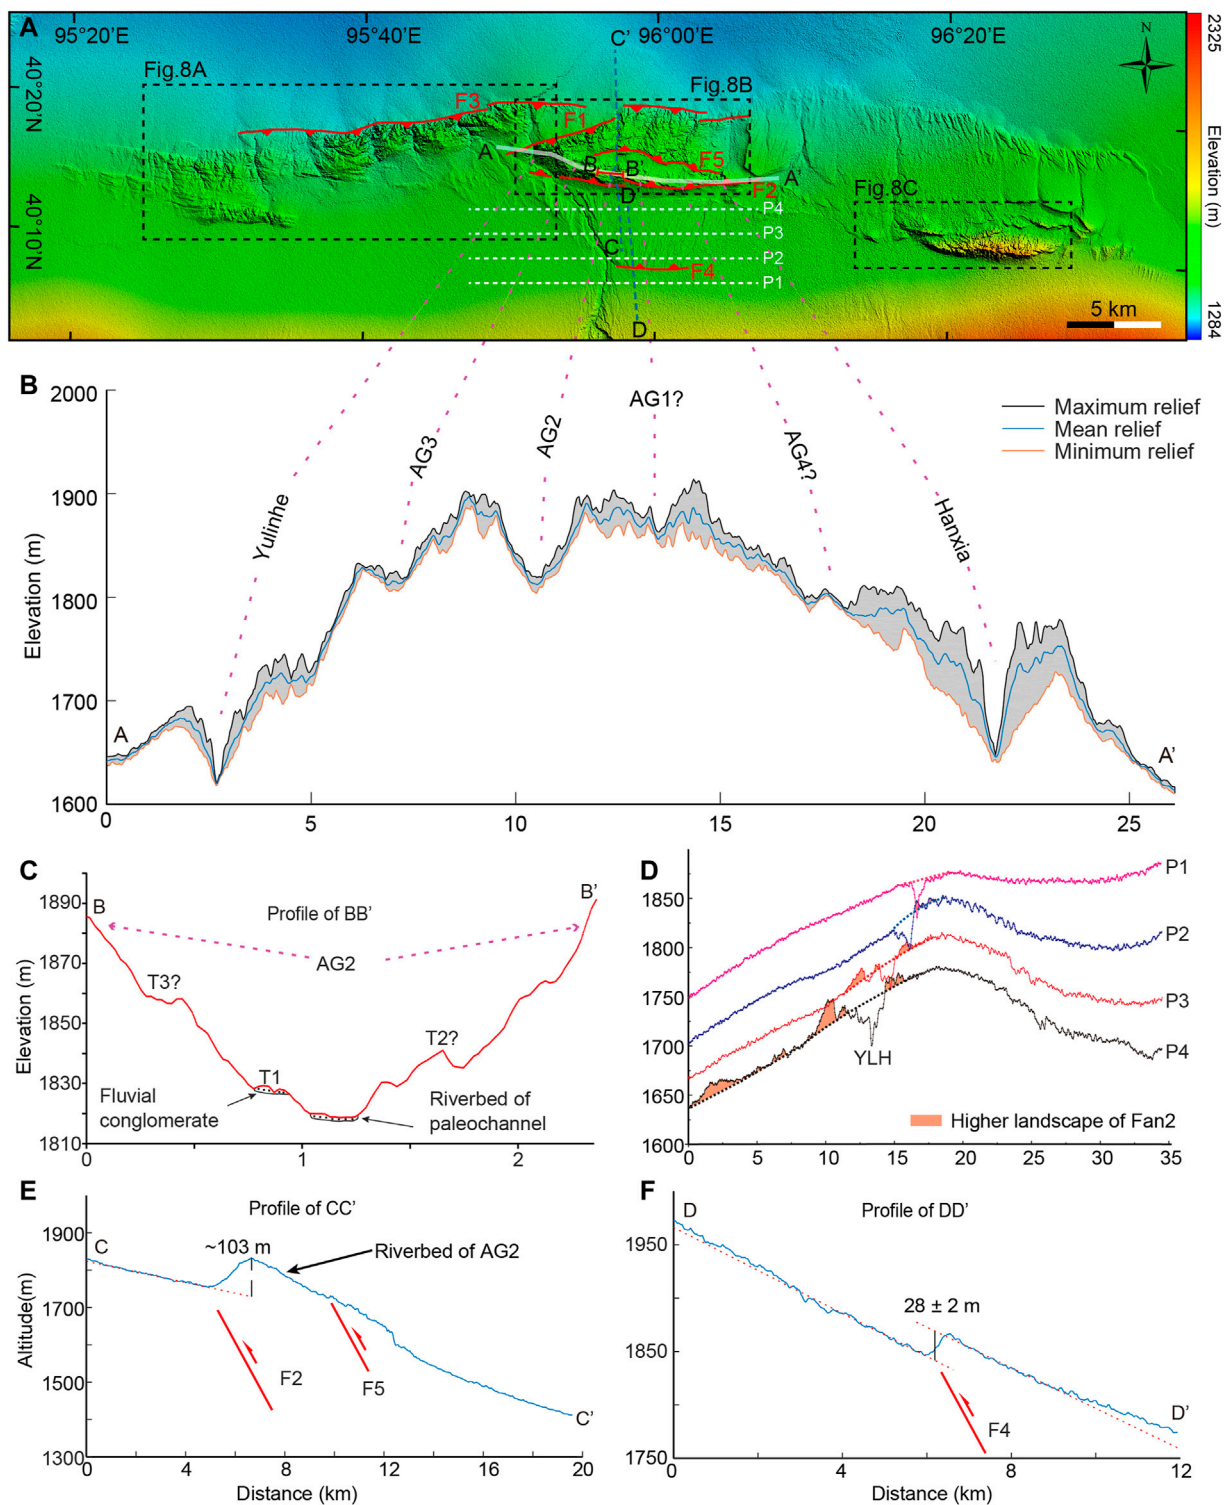 A
95°20'E
95°40'E
C'
96°00'E
96°20'E
N
2325
Elevation (m)
1284
40°20'N
40°10'N
Fig.8A
Fig.8B
Fig.8C
F3
F1
A
B
B'
F5
A'
F2
D'
P4
P3
C
P2
F4
P1
D
5 km
B
2000
1900
1800
1700
1600
Elevation (m)
Yulinhe
AG3
AG2
AG1?
AG4?
Hanxia
Maximum relief
Mean relief
Minimum relief
A
A'
0
5
10
15
20
25
C
1890
1870
1850
1830
1810
Elevation (m)
B
Profile of BB'
B'
AG2
T3?
T2?
T1
Fluvial
conglomerate
Riverbed of
paleochannel
0
1
2
D
1850
1800
1750
1700
1650
1600
P1
P2
P3
P4
YLH
Higher landscape of Fan2
0
5
10
15
20
25
30
35
E
Profile of CC'
1900
1700
1500
1300
Altitude(m)
C
~103 m
Riverbed of AG2
F2
F5
C'
0
4
8
12
16
20
Distance (km)
F
Profile of DD'
1950
1850
1750
D
28 ± 2 m
F4
D'
0
4
8
12
Distance (km)